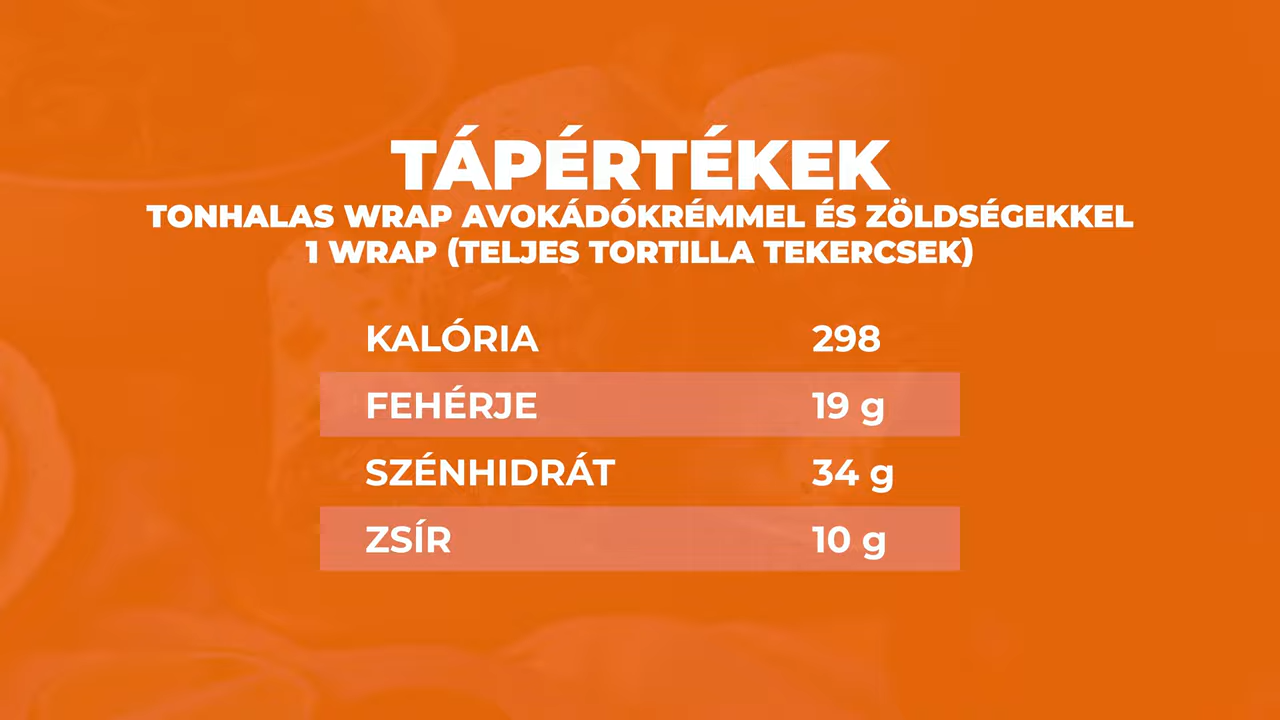 TÁPÉRTÉKEK
TONHALAS WRAP AVOKÁDÓKRÉMMEL ÉS ZÖLDSÉGEKKEL
1 WRAP (TELJES TORTILLA TEKERCSEK)
KALÓRIA 298
FEHÉRJE 19 g
SZÉNHIDRÁT 34 g
ZSÍR 10 g